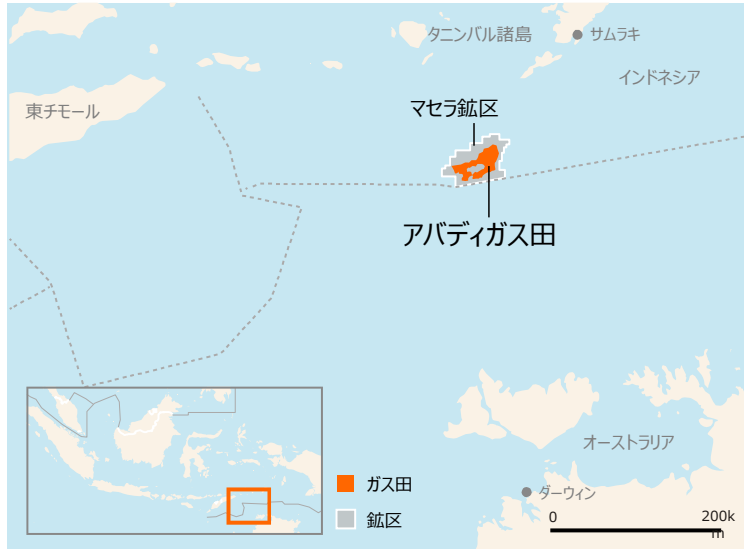 タニンバル諸島
サムラキ
インドネシア
東チモール
マセラ鉱区
アバディガス田
オーストラリア
ガス田
ダーウィン
鉱区
0
200k
m